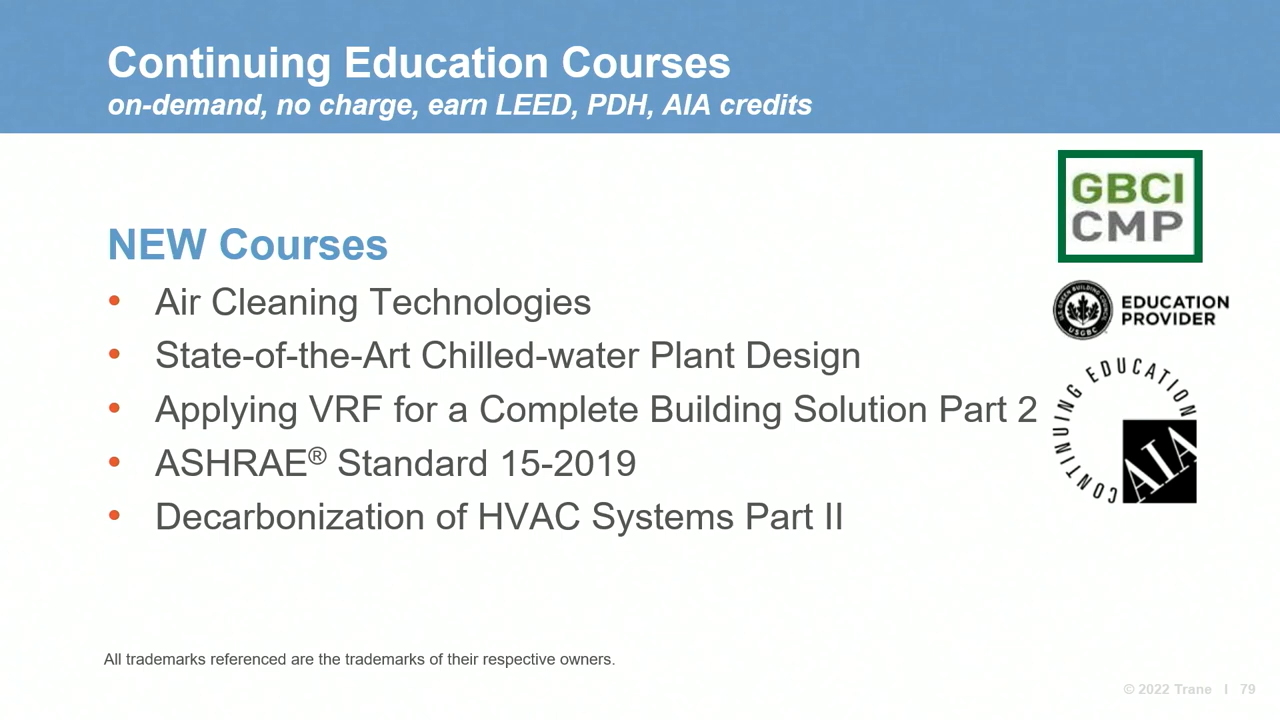 Continuing Education Courses
on-demand, no charge, earn LEED, PDH, AIA credits
GBCI
CMP
NEW Courses
• Air Cleaning Technologies
EDUCATION
PROVIDER
USGBC
• State-of-the-Art Chilled-water Plant Design
• Applying VRF for a Complete Building Solution Part 2
CONTINUING EDUCATION
AIA
• ASHRAE® Standard 15-2019
• Decarbonization of HVAC Systems Part II
All trademarks referenced are the trademarks of their respective owners.
© 2022 Trane I 79